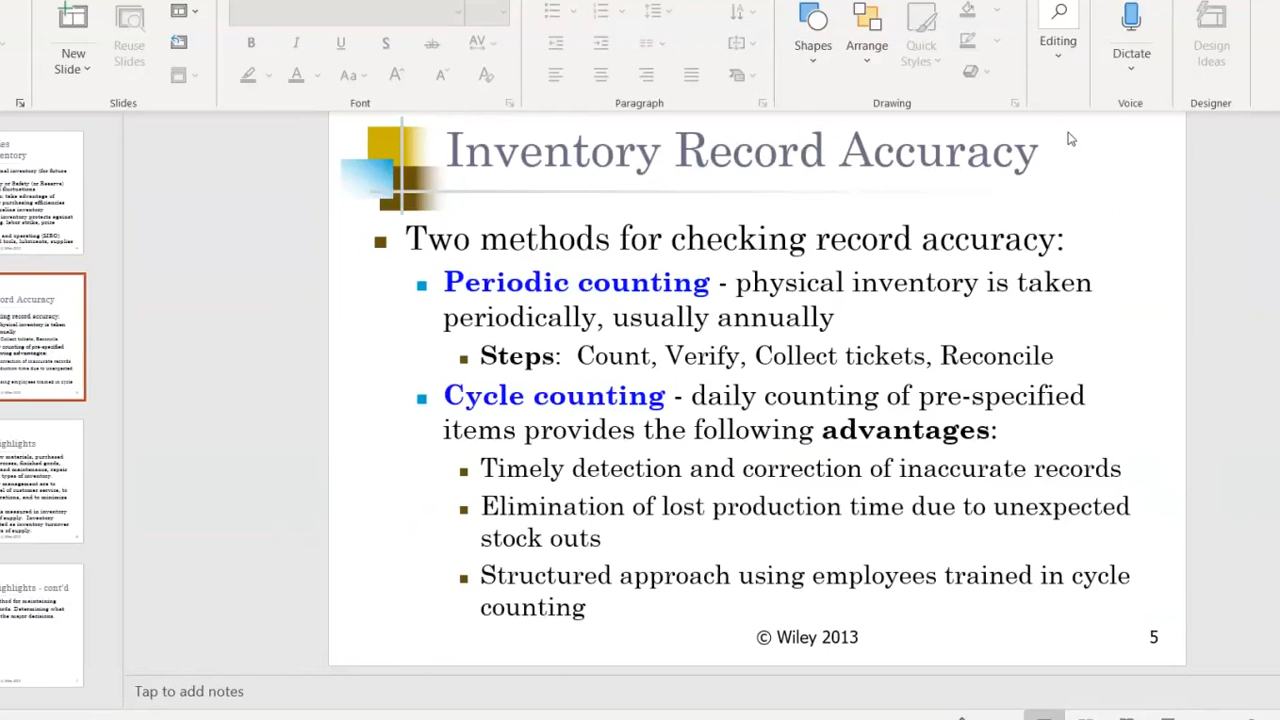 New
Slide
Reuse
Slides
Slides
B I U S ab AV
Aa A A A
Font
Paragraph
Shapes
Arrange
Quick
Styles
Drawing
Editing
Dictate
Voice
Design
Ideas
Designer
Inventory Record Accuracy
Two methods for checking record accuracy:
Periodic counting - physical inventory is taken
periodically, usually annually
Steps: Count, Verify, Collect tickets, Reconcile
Cycle counting - daily counting of pre-specified
items provides the following advantages:
Timely detection and correction of inaccurate records
Elimination of lost production time due to unexpected
stock outs
Structured approach using employees trained in cycle
counting
© Wiley 2013
5
Tap to add notes